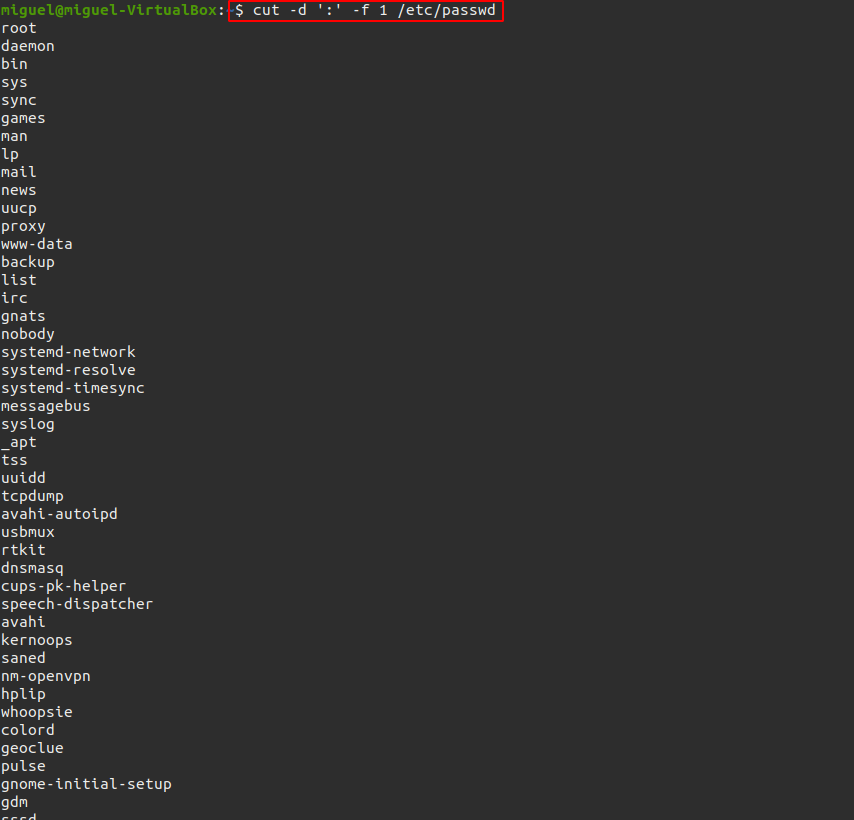 miguel@miguel-VirtualBox:~$ cut -d ':' -f 1 /etc/passwd
root
daemon
bin
sys
sync
games
man
lp
mail
news
uucp
proxy
www-data
backup
list
irc
gnats
nobody
systemd-network
systemd-resolve
systemd-timesync
messagebus
syslog
_apt
tss
uuidd
tcpdump
avahi-autoipd
usbmux
rtkit
dnsmasq
cups-pk-helper
speech-dispatcher
avahi
kernoops
saned
nm-openvpn
hplip
whoopsie
colord
geoclue
pulse
gnome-initial-setup
gdm
sssd